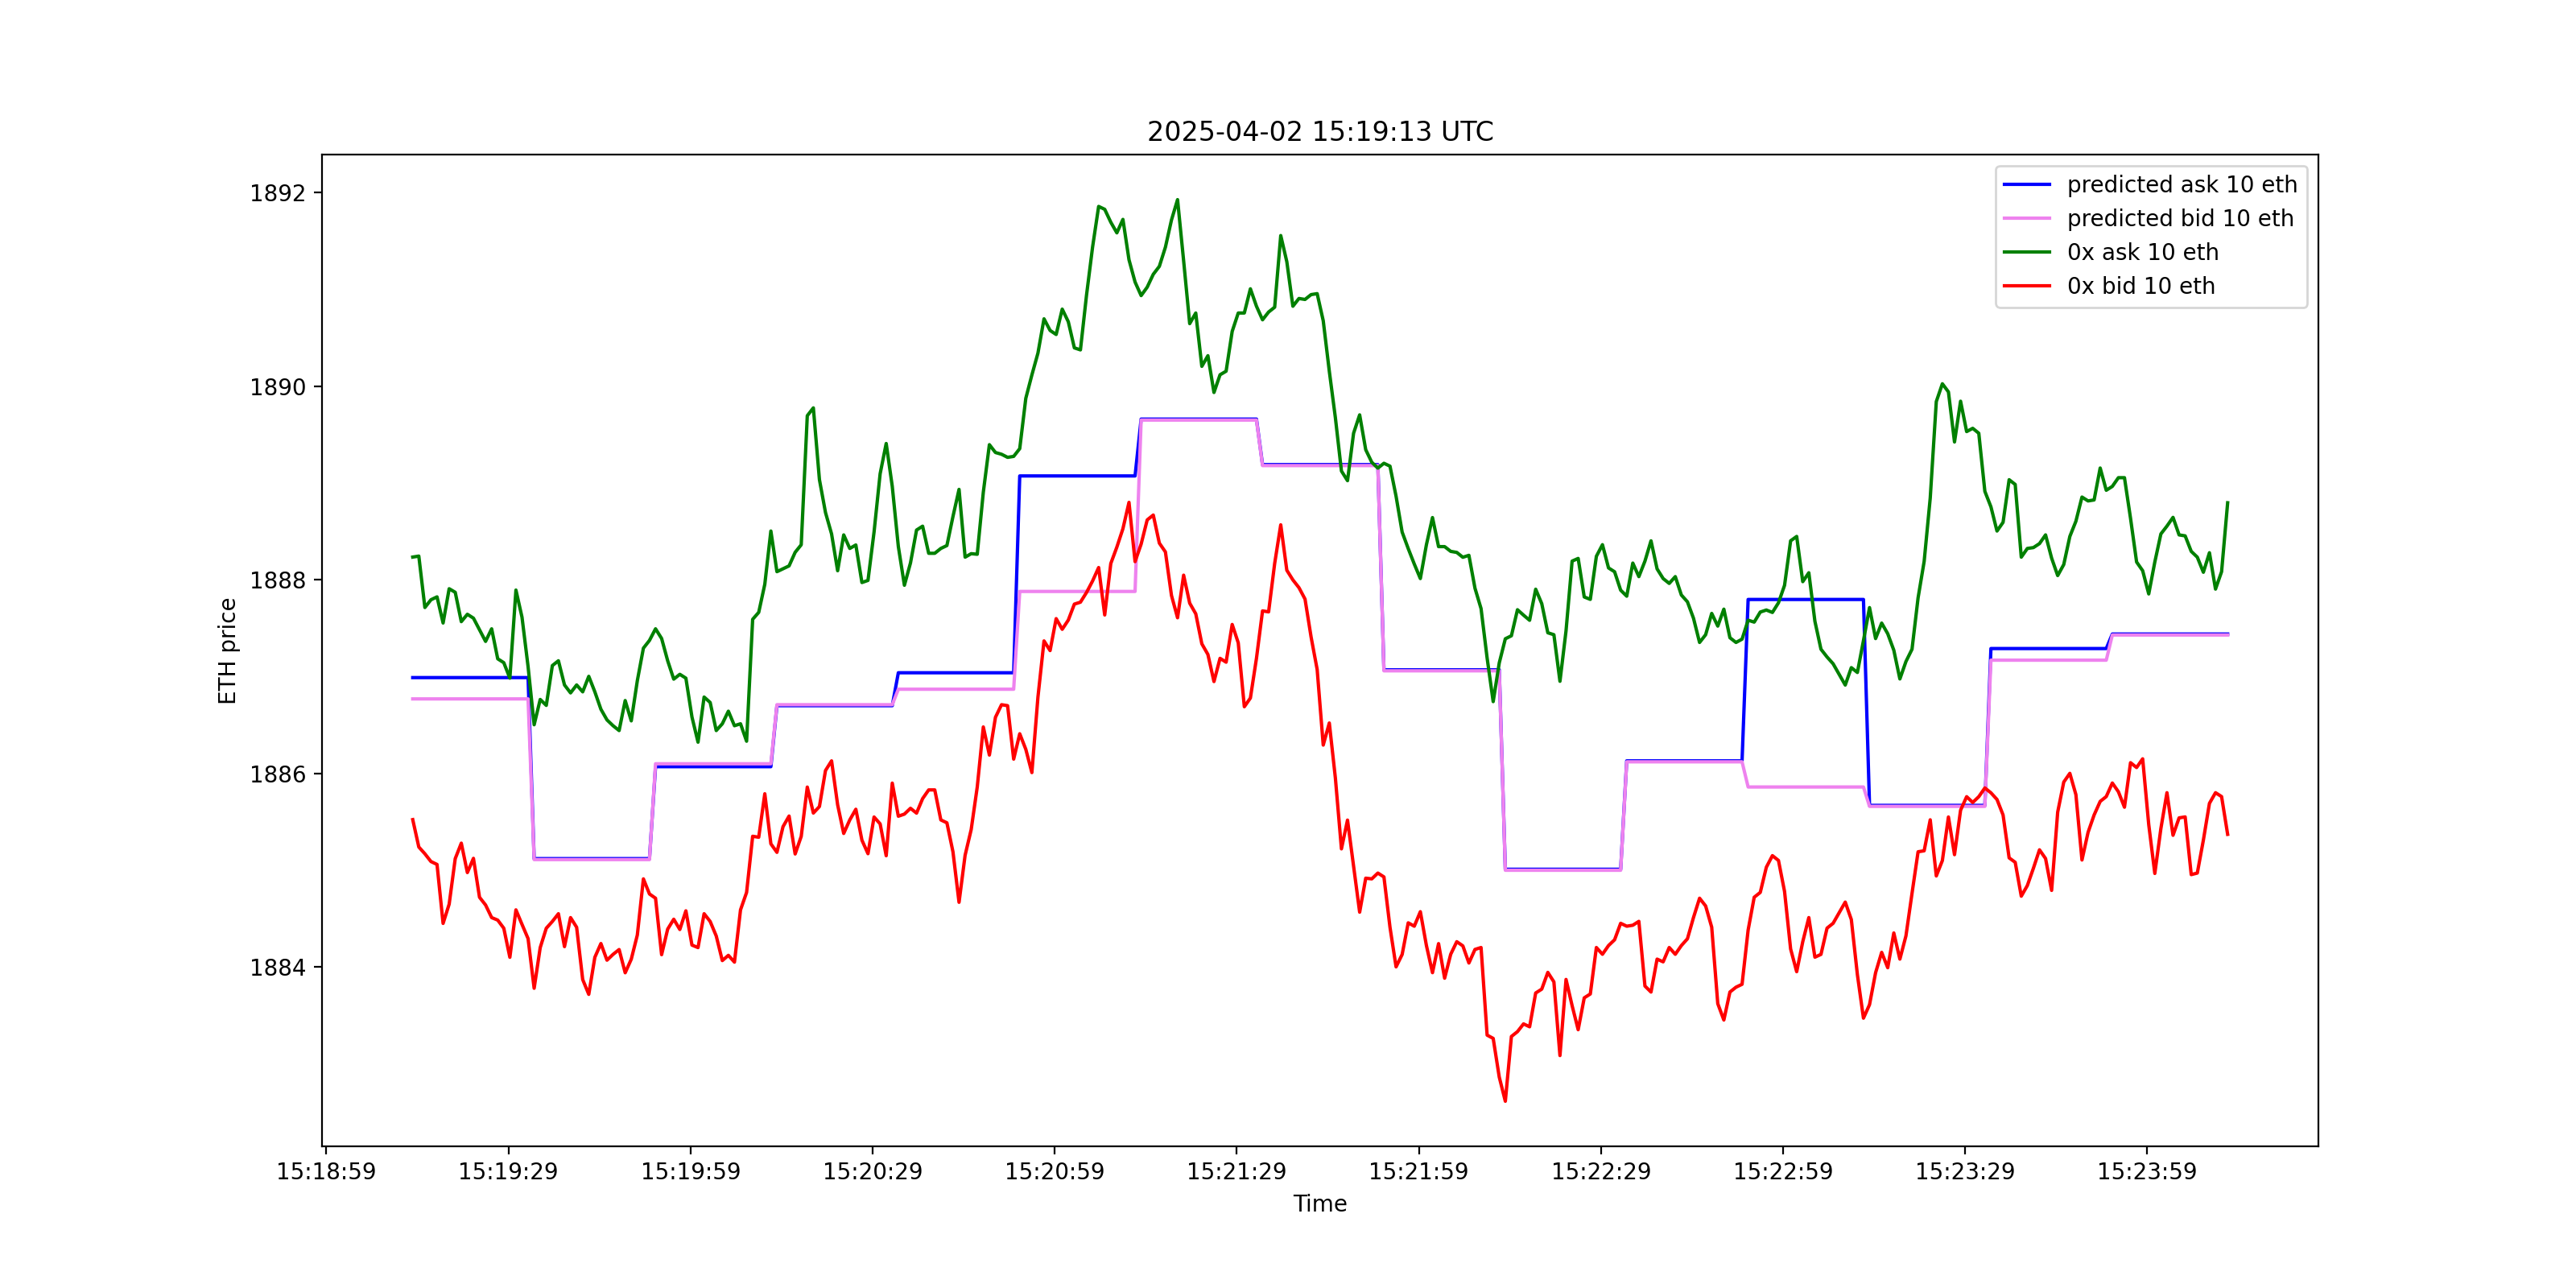 2025-04-02 15:19:13 UTC
predicted ask 10 eth
predicted bid 10 eth
0x ask 10 eth
0x bid 10 eth
ETH price
1892
1890
1888
1886
1884
15:18:59 15:19:29 15:19:59 15:20:29 15:20:59 15:21:29 15:21:59 15:22:29 15:22:59 15:23:29 15:23:59
Time